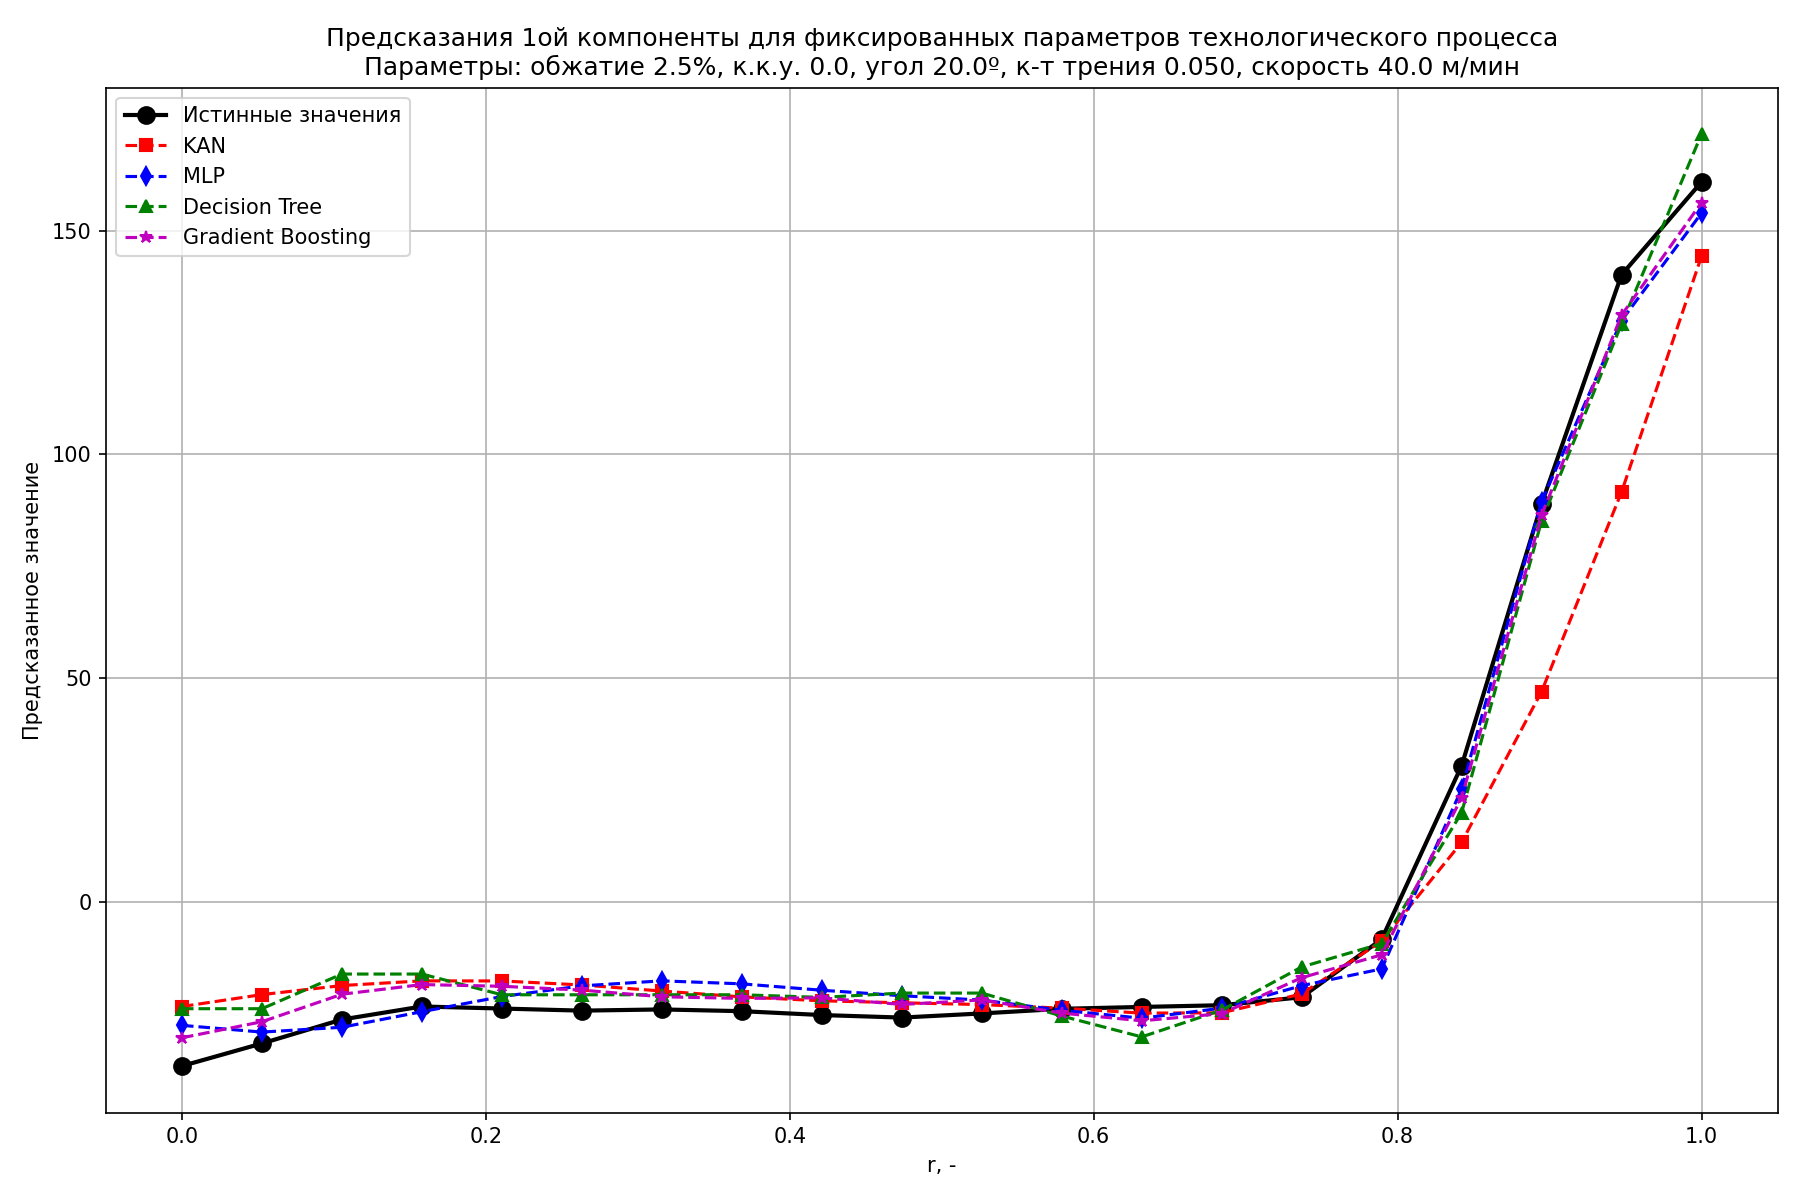 Предсказания 1ой компоненты для фиксированных параметров технологического процесса
Параметры: обжатие 2.5%, к.к.у. 0.0, угол 20.0º, к-т трения 0.050, скорость 40.0 м/мин
Истинные значения
KAN
MLP
Decision Tree
Gradient Boosting
Предсказанное значение
150
100
50
0
0.0
0.2
0.4
0.6
0.8
1.0
r, -